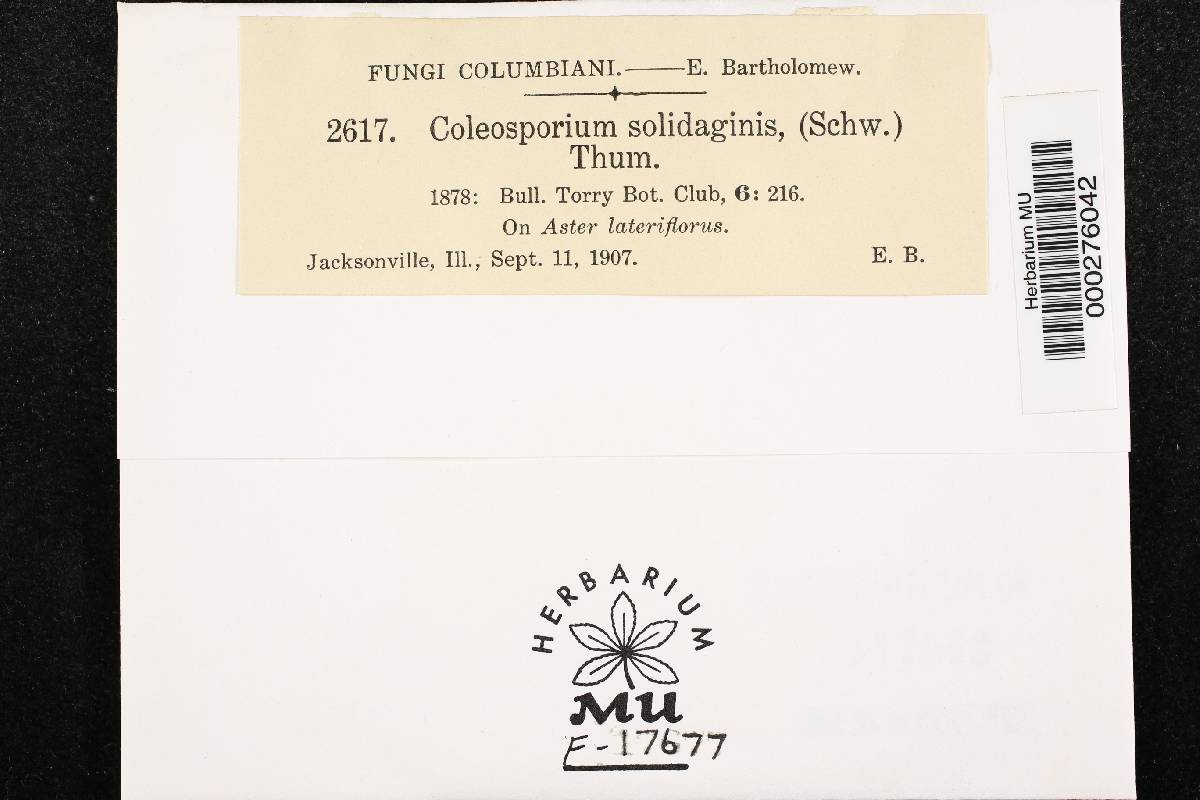 FUNGI COLUMBIANI.——E. Bartholomew.
2617. Coleosporium solidaginis, (Schw.)
Thum.
1878: Bull. Torry Bot. Club, 6: 216.
On Aster lateriflorus.
Jacksonville, Ill., Sept. 11, 1907. E. B.
Herbarium MU
000276042
HERBARIUM
MU
F-17677